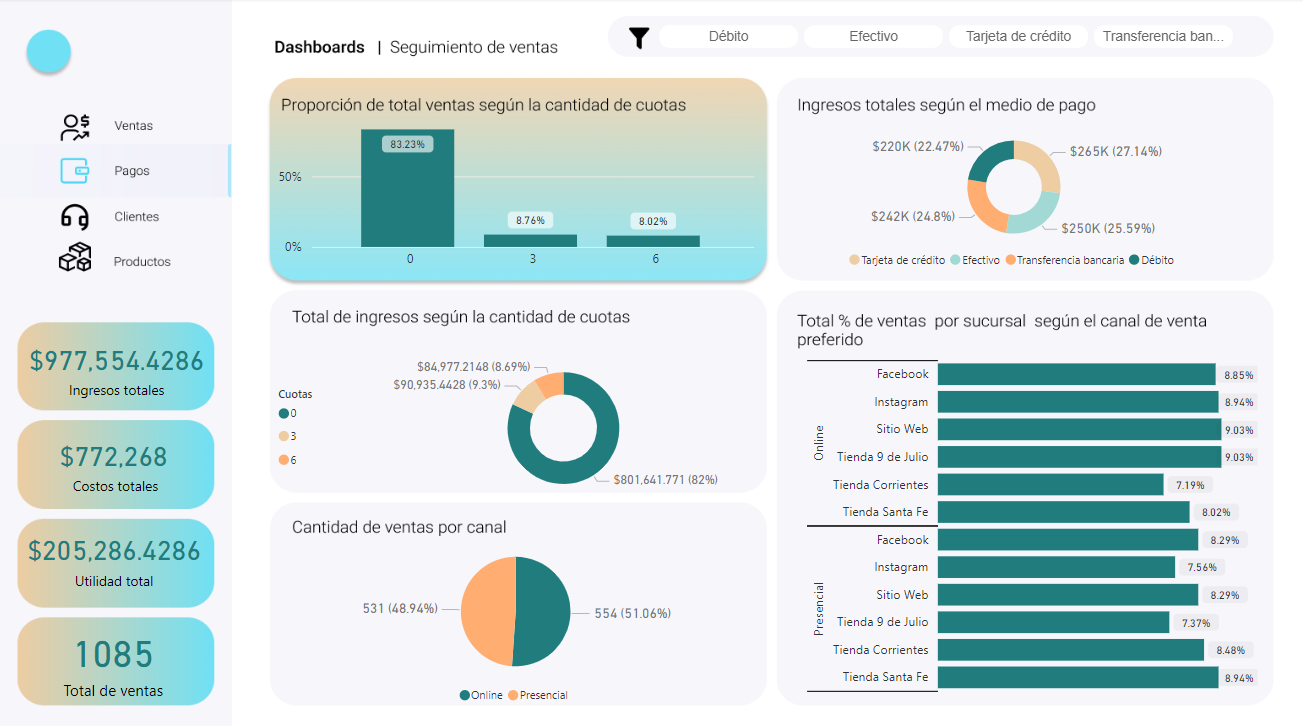 Dashboards | Seguimiento de ventas
Débito
Efectivo
Tarjeta de crédito
Transferencia ban...
Ventas
Pagos
Clientes
Productos
$977,554.4286
Ingresos totales
$772,268
Costos totales
$205,286.4286
Utilidad total
1085
Total de ventas
Proporción de total ventas según la cantidad de cuotas
50%
0%
83.23%
8.76%
8.02%
0
3
6
Ingresos totales según el medio de pago
$220K (22.47%)
$265K (27.14%)
$242K (24.8%)
$250K (25.59%)
Tarjeta de crédito
Efectivo
Transferencia bancaria
Débito
Total de ingresos según la cantidad de cuotas
$84,977.2148 (8.69%)
$90,935.4428 (9.3%)
Cuotas
0
3
6
$801,641.771 (82%)
Cantidad de ventas por canal
531 (48.94%)
554 (51.06%)
Online
Presencial
Total % de ventas por sucursal según el canal de venta
preferido
Online
Facebook 8.85%
Instagram 8.94%
Sitio Web 9.03%
Tienda 9 de Julio 9.03%
Tienda Corrientes 7.19%
Tienda Santa Fe 8.02%
Presencial
Facebook 8.29%
Instagram 7.56%
Sitio Web 8.29%
Tienda 9 de Julio 7.37%
Tienda Corrientes 8.48%
Tienda Santa Fe 8.94%